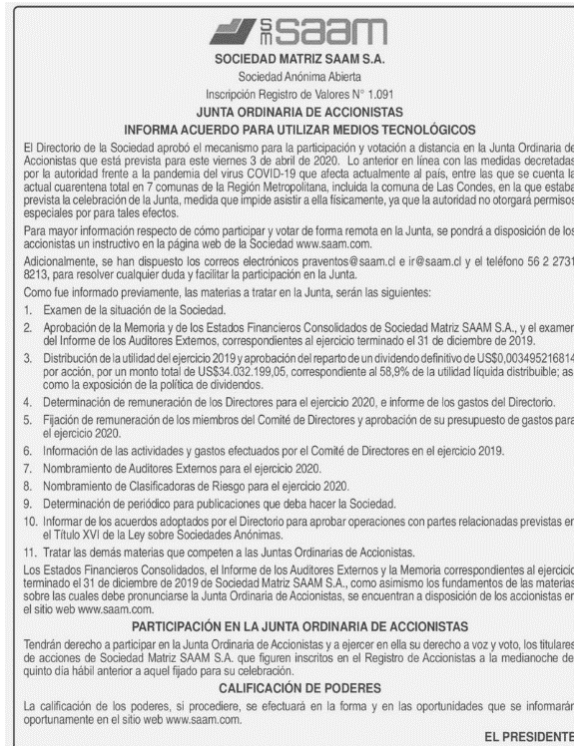 SM saam
SOCIEDAD MATRIZ SAAM S.A.
Sociedad Anónima Abierta
Inscripción Registro de Valores N° 1.091
JUNTA ORDINARIA DE ACCIONISTAS
INFORMA ACUERDO PARA UTILIZAR MEDIOS TECNOLÓGICOS
El Directorio de la Sociedad aprobó el mecanismo para la participación y votación a distancia en la Junta Ordinaria de
Accionistas que está prevista para este viernes 3 de abril de 2020. Lo anterior en línea con las medidas decretadas
por la autoridad frente a la pandemia del virus COVID-19 que afecta actualmente al país, entre las que se cuenta la
actual cuarentena total en 7 comunas de la Región Metropolitana, incluida la comuna de Las Condes, en la que estaba
prevista la celebración de la Junta, medida que impide asistir a ella físicamente, ya que la autoridad no otorgará permisos
especiales por para tales efectos.
Para mayor información respecto de cómo participar y votar de forma remota en la Junta, se pondrá a disposición de los
accionistas un instructivo en la página web de la Sociedad www.saam.com.
Adicionalmente, se han dispuesto los correos electrónicos praventos@saam.cl e ir@saam.cl y el teléfono 56 2 2731
8213, para resolver cualquier duda y facilitar la participación en la Junta.
Como fue informado previamente, las materias a tratar en la Junta, serán las siguientes:
1. Examen de la situación de la Sociedad.
2. Aprobación de la Memoria y de los Estados Financieros Consolidados de Sociedad Matriz SAAM S.A., y el examen
del Informe de los Auditores Externos, correspondientes al ejercicio terminado el 31 de diciembre de 2019.
3. Distribución de la utilidad del ejercicio 2019 y aprobación del reparto de un dividendo definitivo de US$0,003495216814
por acción, por un monto total de US$34.032.199,05, correspondiente al 58,9% de la utilidad líquida distribuible; as
como la exposición de la política de dividendos.
4. Determinación de remuneración de los Directores para el ejercicio 2020, e informe de los gastos del Directorio.
5. Fijación de remuneración de los miembros del Comité de Directores y aprobación de su presupuesto de gastos para
el ejercicio 2020.
6. Información de las actividades y gastos efectuados por el Comité de Directores en el ejercicio 2019.
7. Nombramiento de Auditores Externos para el ejercicio 2020.
8. Nombramiento de Clasificadoras de Riesgo para el ejercicio 2020.
9. Determinación de periódico para publicaciones que deba hacer la Sociedad.
10. Informar de los acuerdos adoptados por el Directorio para aprobar operaciones con partes relacionadas previstas en
el Título XVI de la Ley sobre Sociedades Anónimas.
11. Tratar las demás materias que competen a las Juntas Ordinarias de Accionistas.
Los Estados Financieros Consolidados, el Informe de los Auditores Externos y la Memoria correspondientes al ejercicio
terminado el 31 de diciembre de 2019 de Sociedad Matriz SAAM S.A., como asimismo los fundamentos de las materias
sobre las cuales debe pronunciarse la Junta Ordinaria de Accionistas, se encuentran a disposición de los accionistas en
el sitio web www.saam.com.
PARTICIPACIÓN EN LA JUNTA ORDINARIA DE ACCIONISTAS
Tendrán derecho a participar en la Junta Ordinaria de Accionistas y a ejercer en ella su derecho a voz y voto, los titulares
de acciones de Sociedad Matriz SAAM S.A. que figuren inscritos en el Registro de Accionistas a la medianoche de
quinto día hábil anterior a aquel fijado para su celebración.
CALIFICACIÓN DE PODERES
La calificación de los poderes, si procediere, se efectuará en la forma y en las oportunidades que se informarán
oportunamente en el sitio web www.saam.com.
EL PRESIDENTE